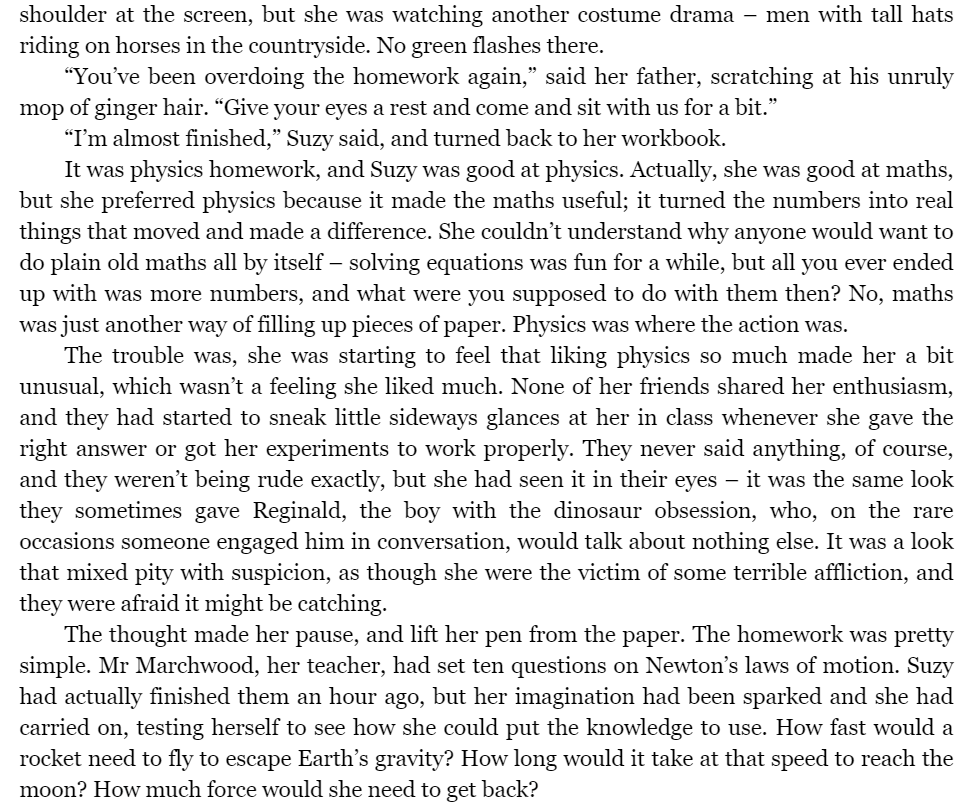 shoulder at the screen, but she was watching another costume drama – men with tall hats
riding on horses in the countryside. No green flashes there.
“You’ve been overdoing the homework again,” said her father, scratching at his unruly
mop of ginger hair. “Give your eyes a rest and come and sit with us for a bit.”
“I’m almost finished,” Suzy said, and turned back to her workbook.
It was physics homework, and Suzy was good at physics. Actually, she was good at maths,
but she preferred physics because it made the maths useful; it turned the numbers into real
things that moved and made a difference. She couldn’t understand why anyone would want to
do plain old maths all by itself – solving equations was fun for a while, but all you ever ended
up with was more numbers, and what were you supposed to do with them then? No, maths
was just another way of filling up pieces of paper. Physics was where the action was.
The trouble was, she was starting to feel that liking physics so much made her a bit
unusual, which wasn’t a feeling she liked much. None of her friends shared her enthusiasm,
and they had started to sneak little sideways glances at her in class whenever she gave the
right answer or got her experiments to work properly. They never said anything, of course,
and they weren’t being rude exactly, but she had seen it in their eyes – it was the same look
they sometimes gave Reginald, the boy with the dinosaur obsession, who, on the rare
occasions someone engaged him in conversation, would talk about nothing else. It was a look
that mixed pity with suspicion, as though she were the victim of some terrible affliction, and
they were afraid it might be catching.
The thought made her pause, and lift her pen from the paper. The homework was pretty
simple. Mr Marchwood, her teacher, had set ten questions on Newton’s laws of motion. Suzy
had actually finished them an hour ago, but her imagination had been sparked and she had
carried on, testing herself to see how she could put the knowledge to use. How fast would a
rocket need to fly to escape Earth’s gravity? How long would it take at that speed to reach the
moon? How much force would she need to get back?